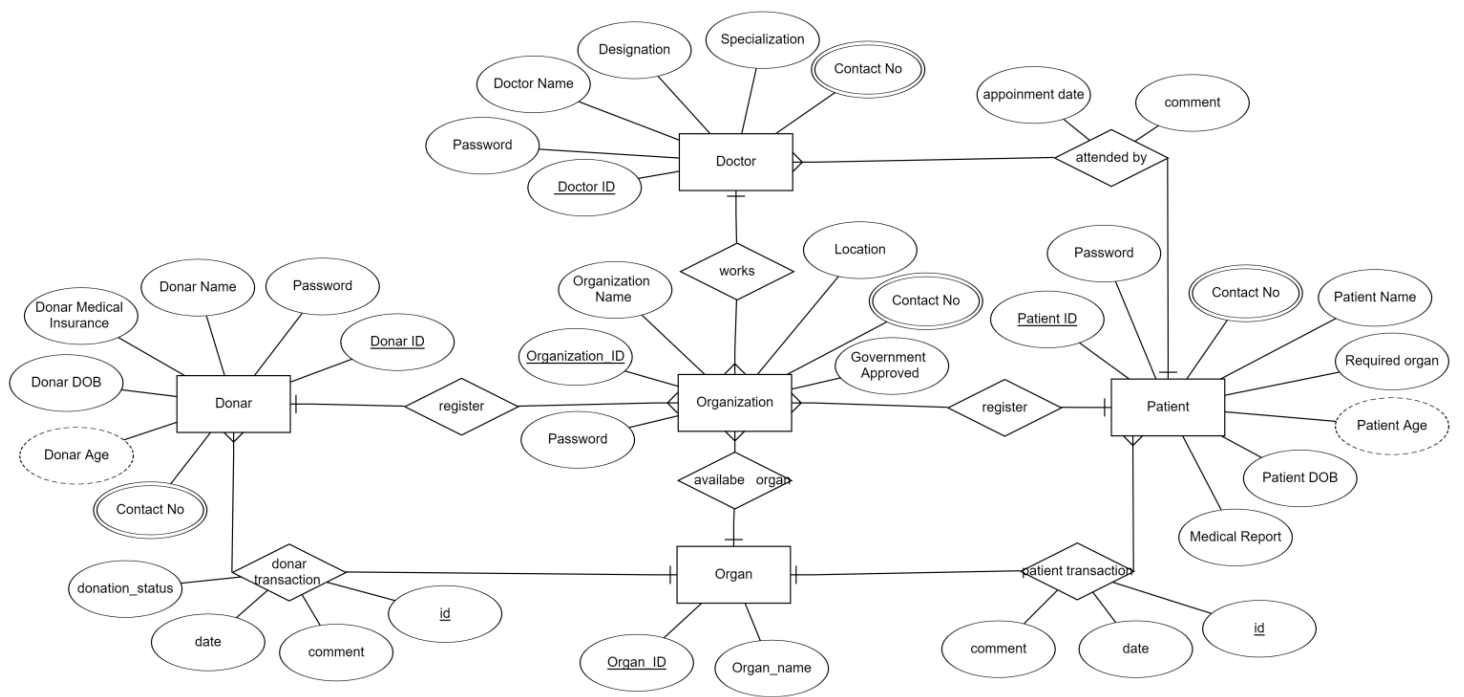 Specialization
Designation
Contact No
Doctor Name
appoinment date
comment
Password
Doctor
attended by
Doctor ID
Location
Password
works
Organization
Name
Donar Name
Password
Contact No
Contact No
Patient Name
Donar Medical
Insurance
Patient ID
Donar ID
Organization_ID
Government
Approved
Required organ
Donar DOB
Donar
register
Organization
register
Patient
Patient Age
Password
Donar Age
availabe organ
Patient DOB
Contact No
Medical Report
donar
transaction
Organ
patient transaction
donation_status
id
id
date
comment
comment
date
Organ_ID
Organ_name